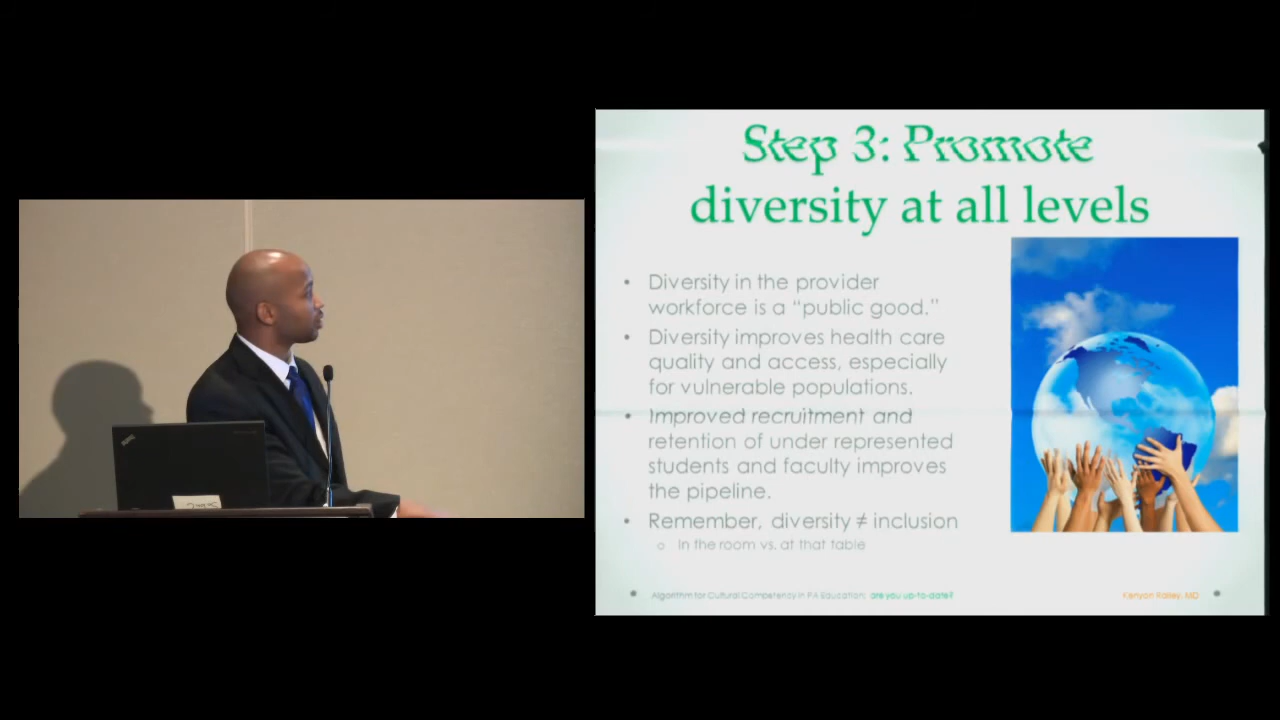 Step 3: Promote
diversity at all levels
• Diversity in the provider
workforce is a “public good.”
• Diversity improves health care
quality and access, especially
for vulnerable populations.
• Improved recruitment and
retention of under represented
students and faculty improves
the pipeline.
• Remember, diversity ≠ inclusion
o In the room vs. at that table
Algorithm for Cultural Competency in PA Education: are you up-to-date?
Kenyon Railey, MD